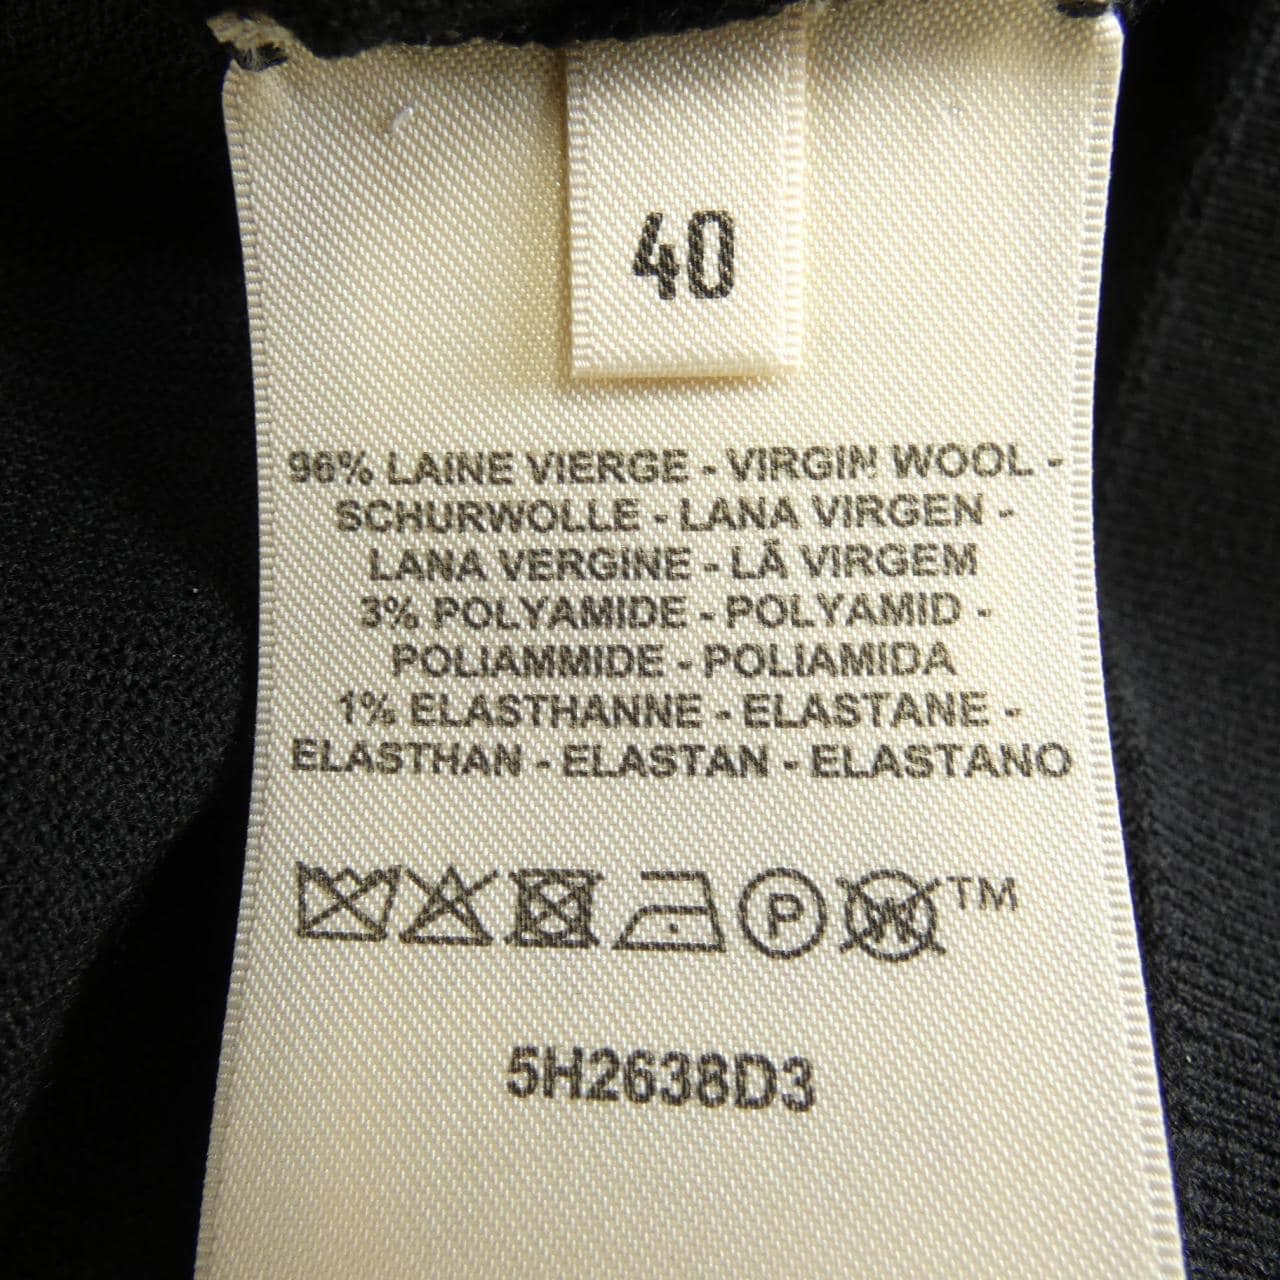 40
96% LAINE VIERGE - VIRGIN WOOL -
SCHURWOLLE - LANA VIRGEN -
LANA VERGINE - LÃ VIRGEM
3% POLYAMIDE - POLYAMID -
POLIAMMIDE - POLIAMIDA
1% ELASTHANNE - ELASTANE -
ELASTHAN - ELASTAN - ELASTANO
P W TM
5H2638D3